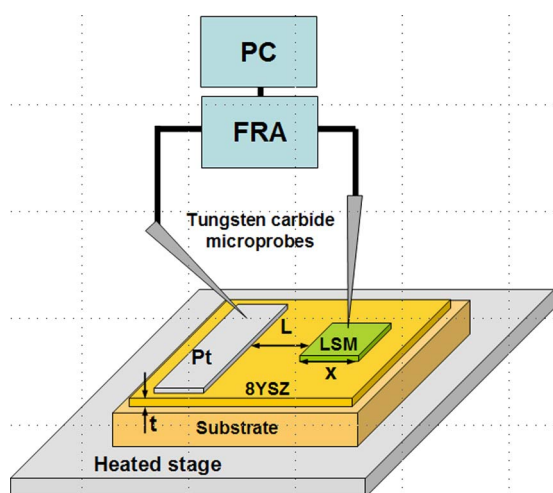 PC
FRA
Tungsten carbide
microprobes
L
Pt
LSM
x
8YSZ
t
Substrate
Heated stage